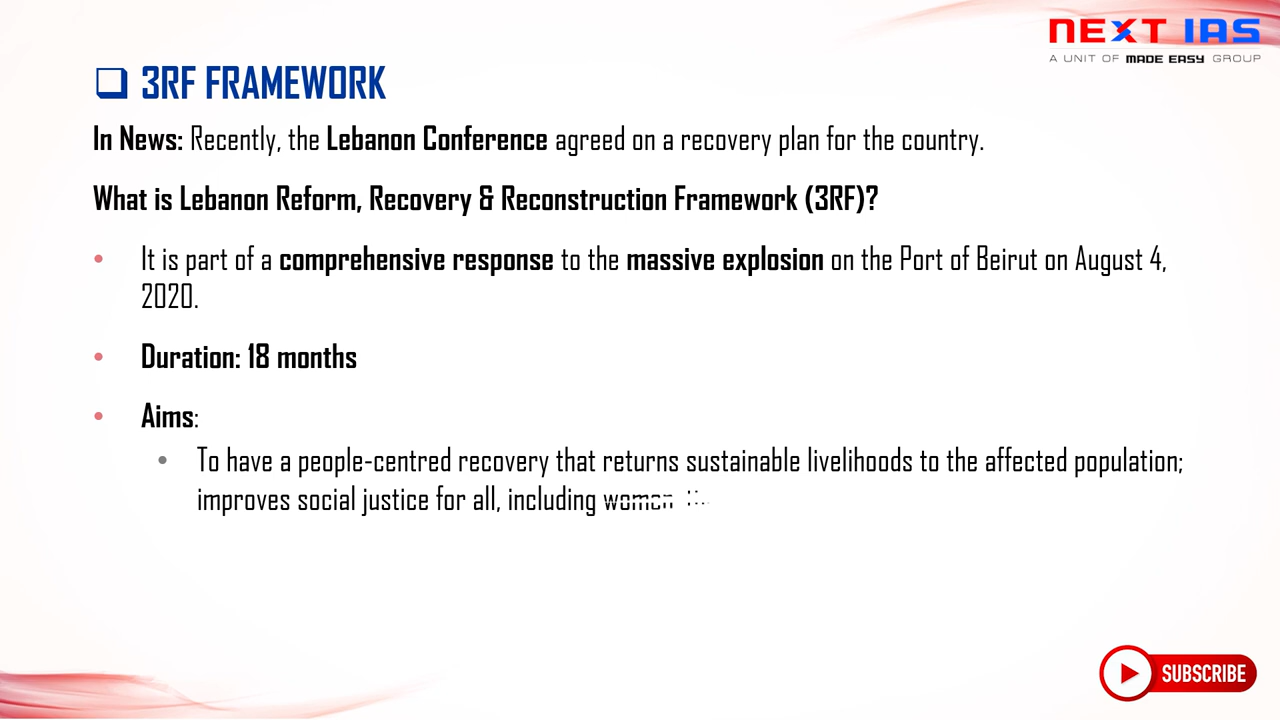 NEXT IAS
A UNIT OF MADE EASY GROUP
3RF FRAMEWORK
In News: Recently, the Lebanon Conference agreed on a recovery plan for the country.
What is Lebanon Reform, Recovery & Reconstruction Framework (3RF)?
• It is part of a comprehensive response to the massive explosion on the Port of Beirut on August 4,
2020.
• Duration: 18 months
• Aims:
• To have a people-centred recovery that returns sustainable livelihoods to the affected population;
improves social justice for all, including women
SUBSCRIBE